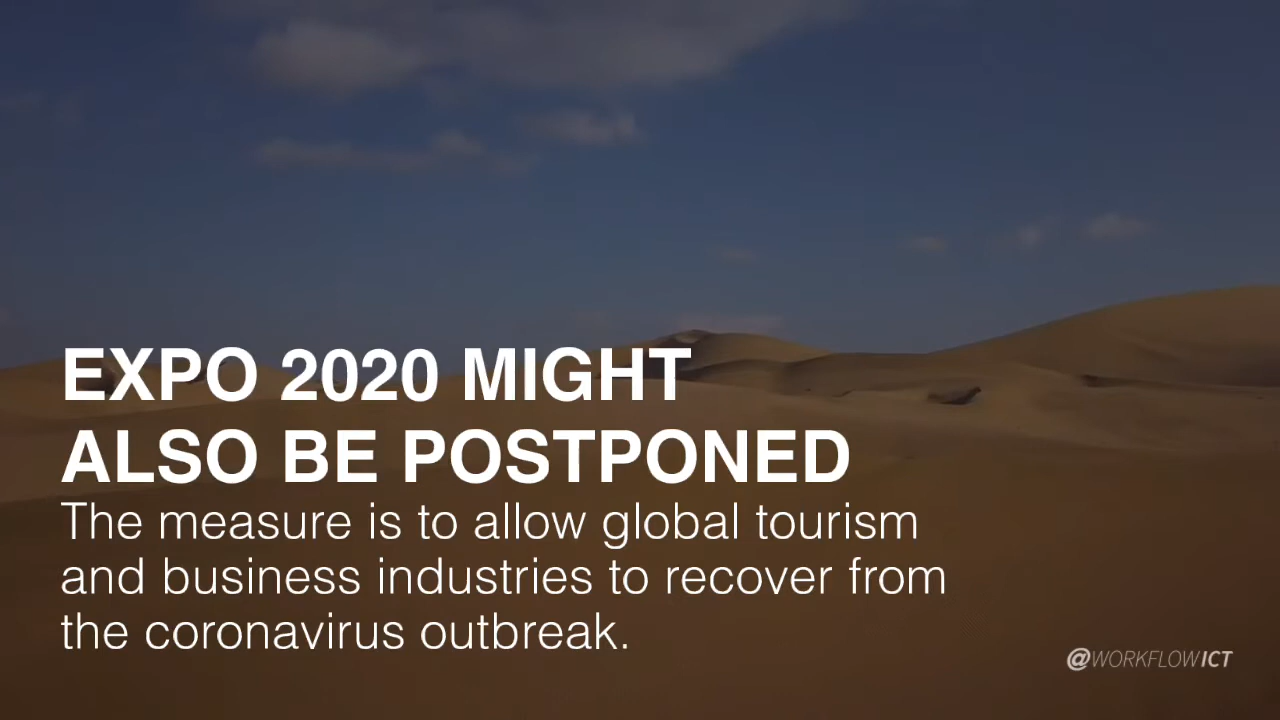 EXPO 2020 MIGHT
ALSO BE POSTPONED
The measure is to allow global tourism
and business industries to recover from
the coronavirus outbreak.
@WORKFLOWICT